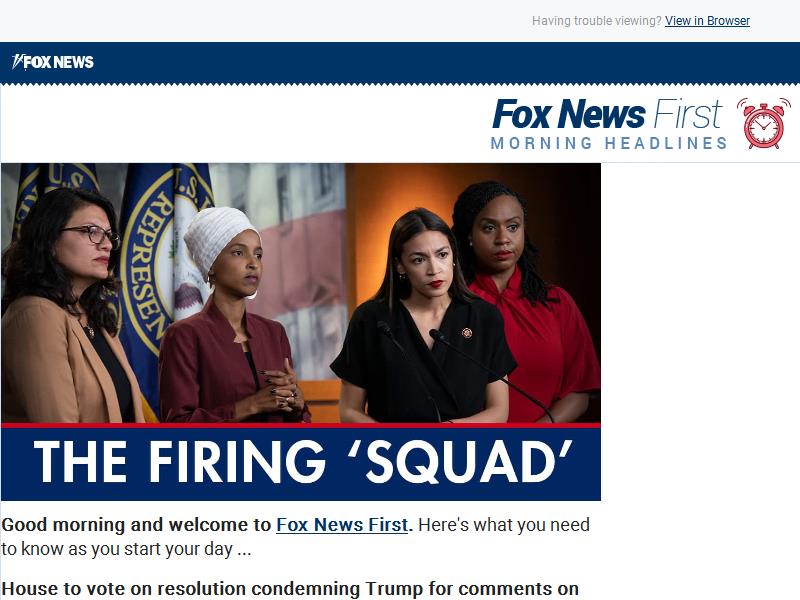 Having trouble viewing? View in Browser
FOX NEWS
Fox News First
MORNING HEADLINES
THE FIRING ‘SQUAD’
Good morning and welcome to Fox News First. Here's what you need
to know as you start your day ...
House to vote on resolution condemning Trump for comments on